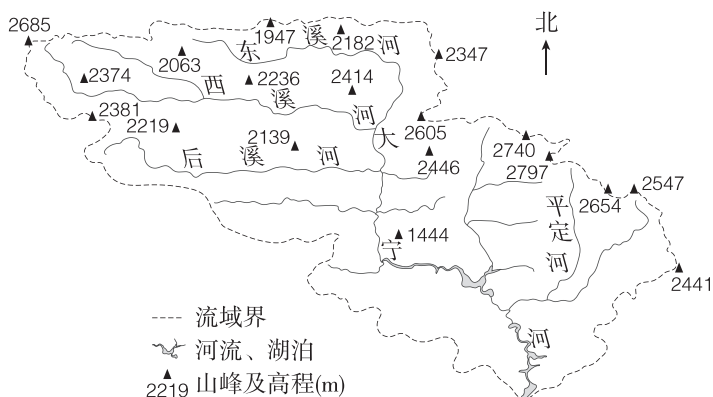 北
2685
1947
东溪河
2182
2063
2347
2374
西溪河
2236
2414
2381
2219
2139
后溪河
大宁河
2605
2446
2740
2797
平定河
2654
2547
1444
2441
流域界
河流、湖泊
2219 山峰及高程(m)